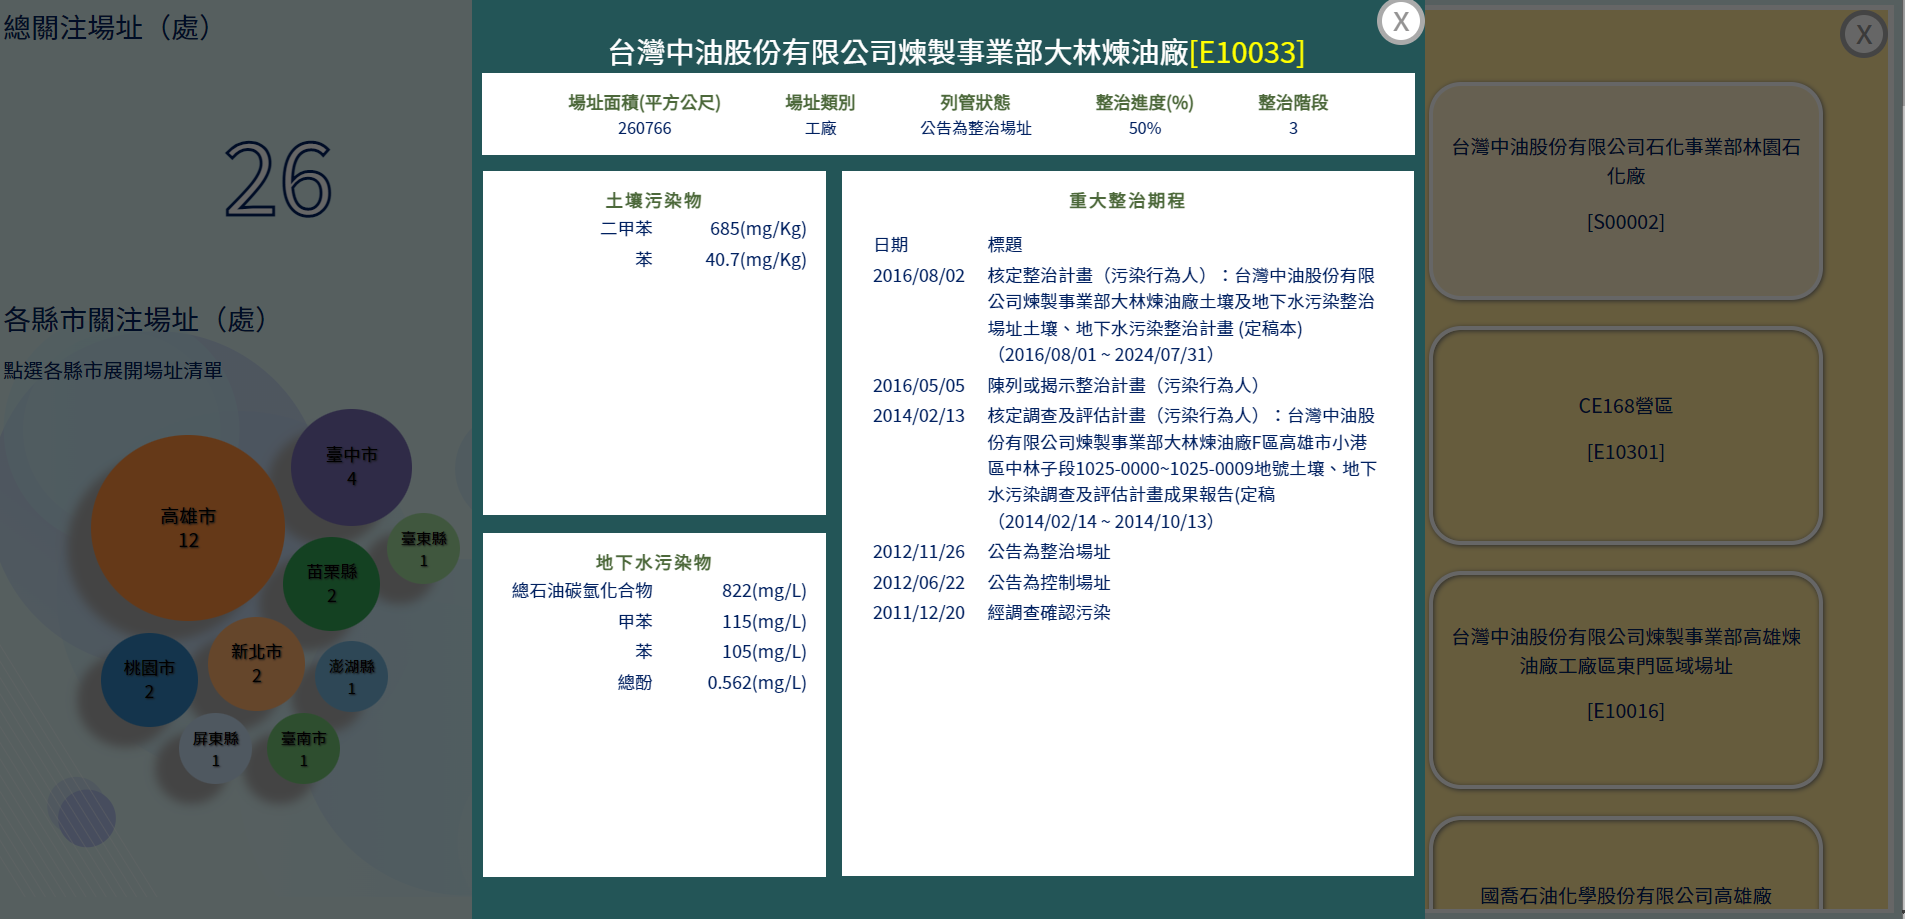 總關注場址（處）
26
各縣市關注場址（處）
點選各縣市展開場址清單
臺中市
4
高雄市
12
臺東縣
1
苗栗縣
2
新北市
2
桃園市
2
澎湖縣
1
屏東縣
1
臺南市
1
X
台灣中油股份有限公司煉製事業部大林煉油廠[E10033]
場址面積(平方公尺) 場址類別 列管狀態 整治進度(%) 整治階段
260766 工廠 公告為整治場址 50% 3
土壤污染物
二甲苯 685(mg/Kg)
苯 40.7(mg/Kg)
地下水污染物
總石油碳氫化合物 822(mg/L)
甲苯 115(mg/L)
苯 105(mg/L)
總酚 0.562(mg/L)
重大整治期程
日期 標題
2016/08/02 核定整治計畫（污染行為人）：台灣中油股份有限
公司煉製事業部大林煉油廠土壤及地下水污染整治
場址土壤、地下水污染整治計畫 (定稿本)
（2016/08/01 ~ 2024/07/31）
2016/05/05 陳列或揭示整治計畫（污染行為人）
2014/02/13 核定調查及評估計畫（污染行為人）：台灣中油股
份有限公司煉製事業部大林煉油廠F區高雄市小港
區中林子段1025-0000~1025-0009地號土壤、地下
水污染調查及評估計畫成果報告(定稿
（2014/02/14 ~ 2014/10/13）
2012/11/26 公告為整治場址
2012/06/22 公告為控制場址
2011/12/20 經調查確認污染
X
台灣中油股份有限公司石化事業部林園石
化廠
[S00002]
CE168營區
[E10301]
台灣中油股份有限公司煉製事業部高雄煉
油廠工廠區東門區域場址
[E10016]
國喬石油化學股份有限公司高雄廠